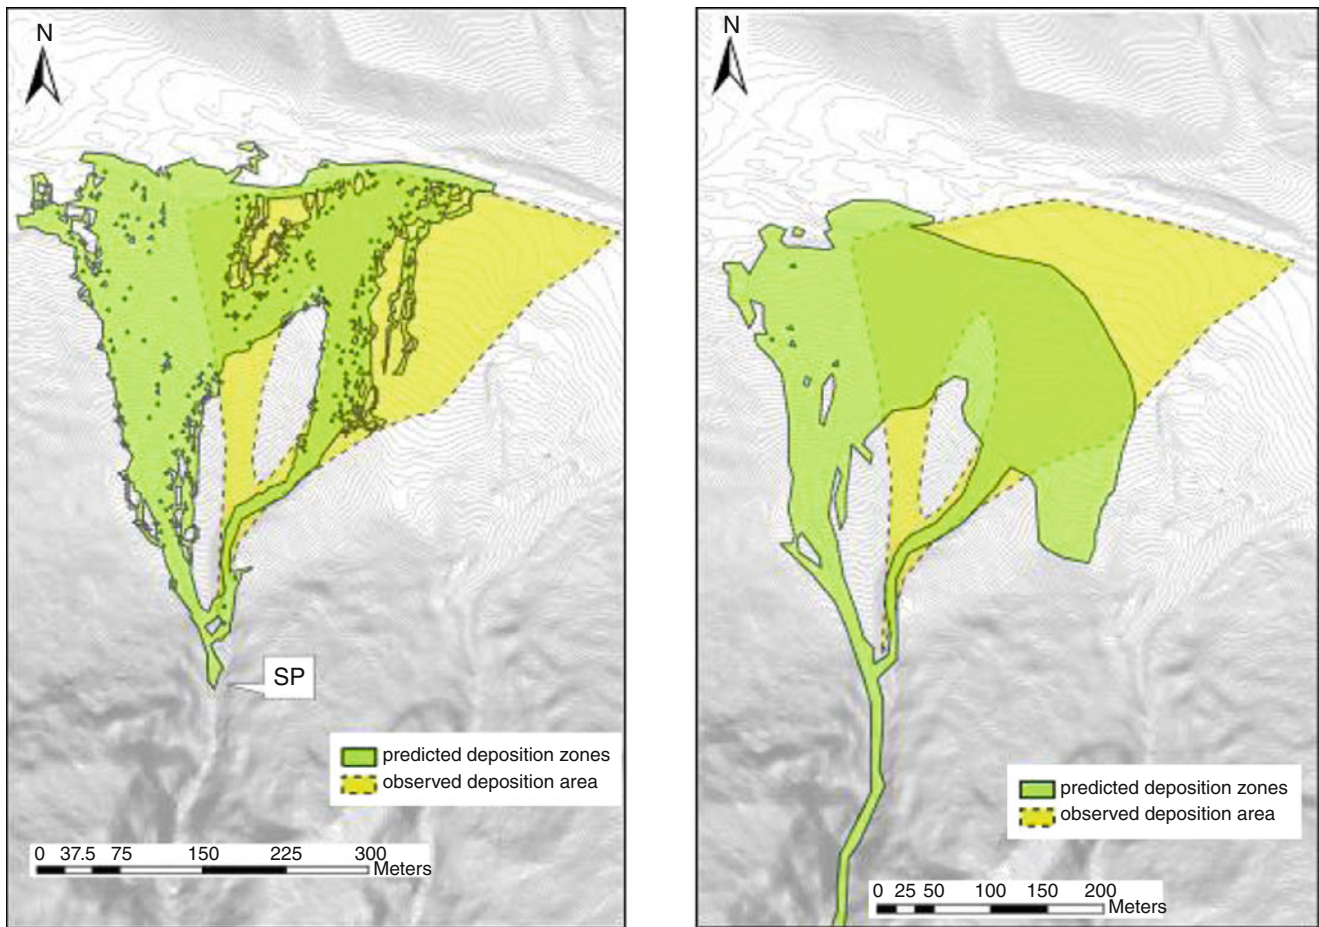 N
SP
predicted deposition zones
observed deposition area
0 37.5 75 150 225 300
Meters
N
predicted deposition zones
observed deposition area
0 25 50 100 150 200
Meters